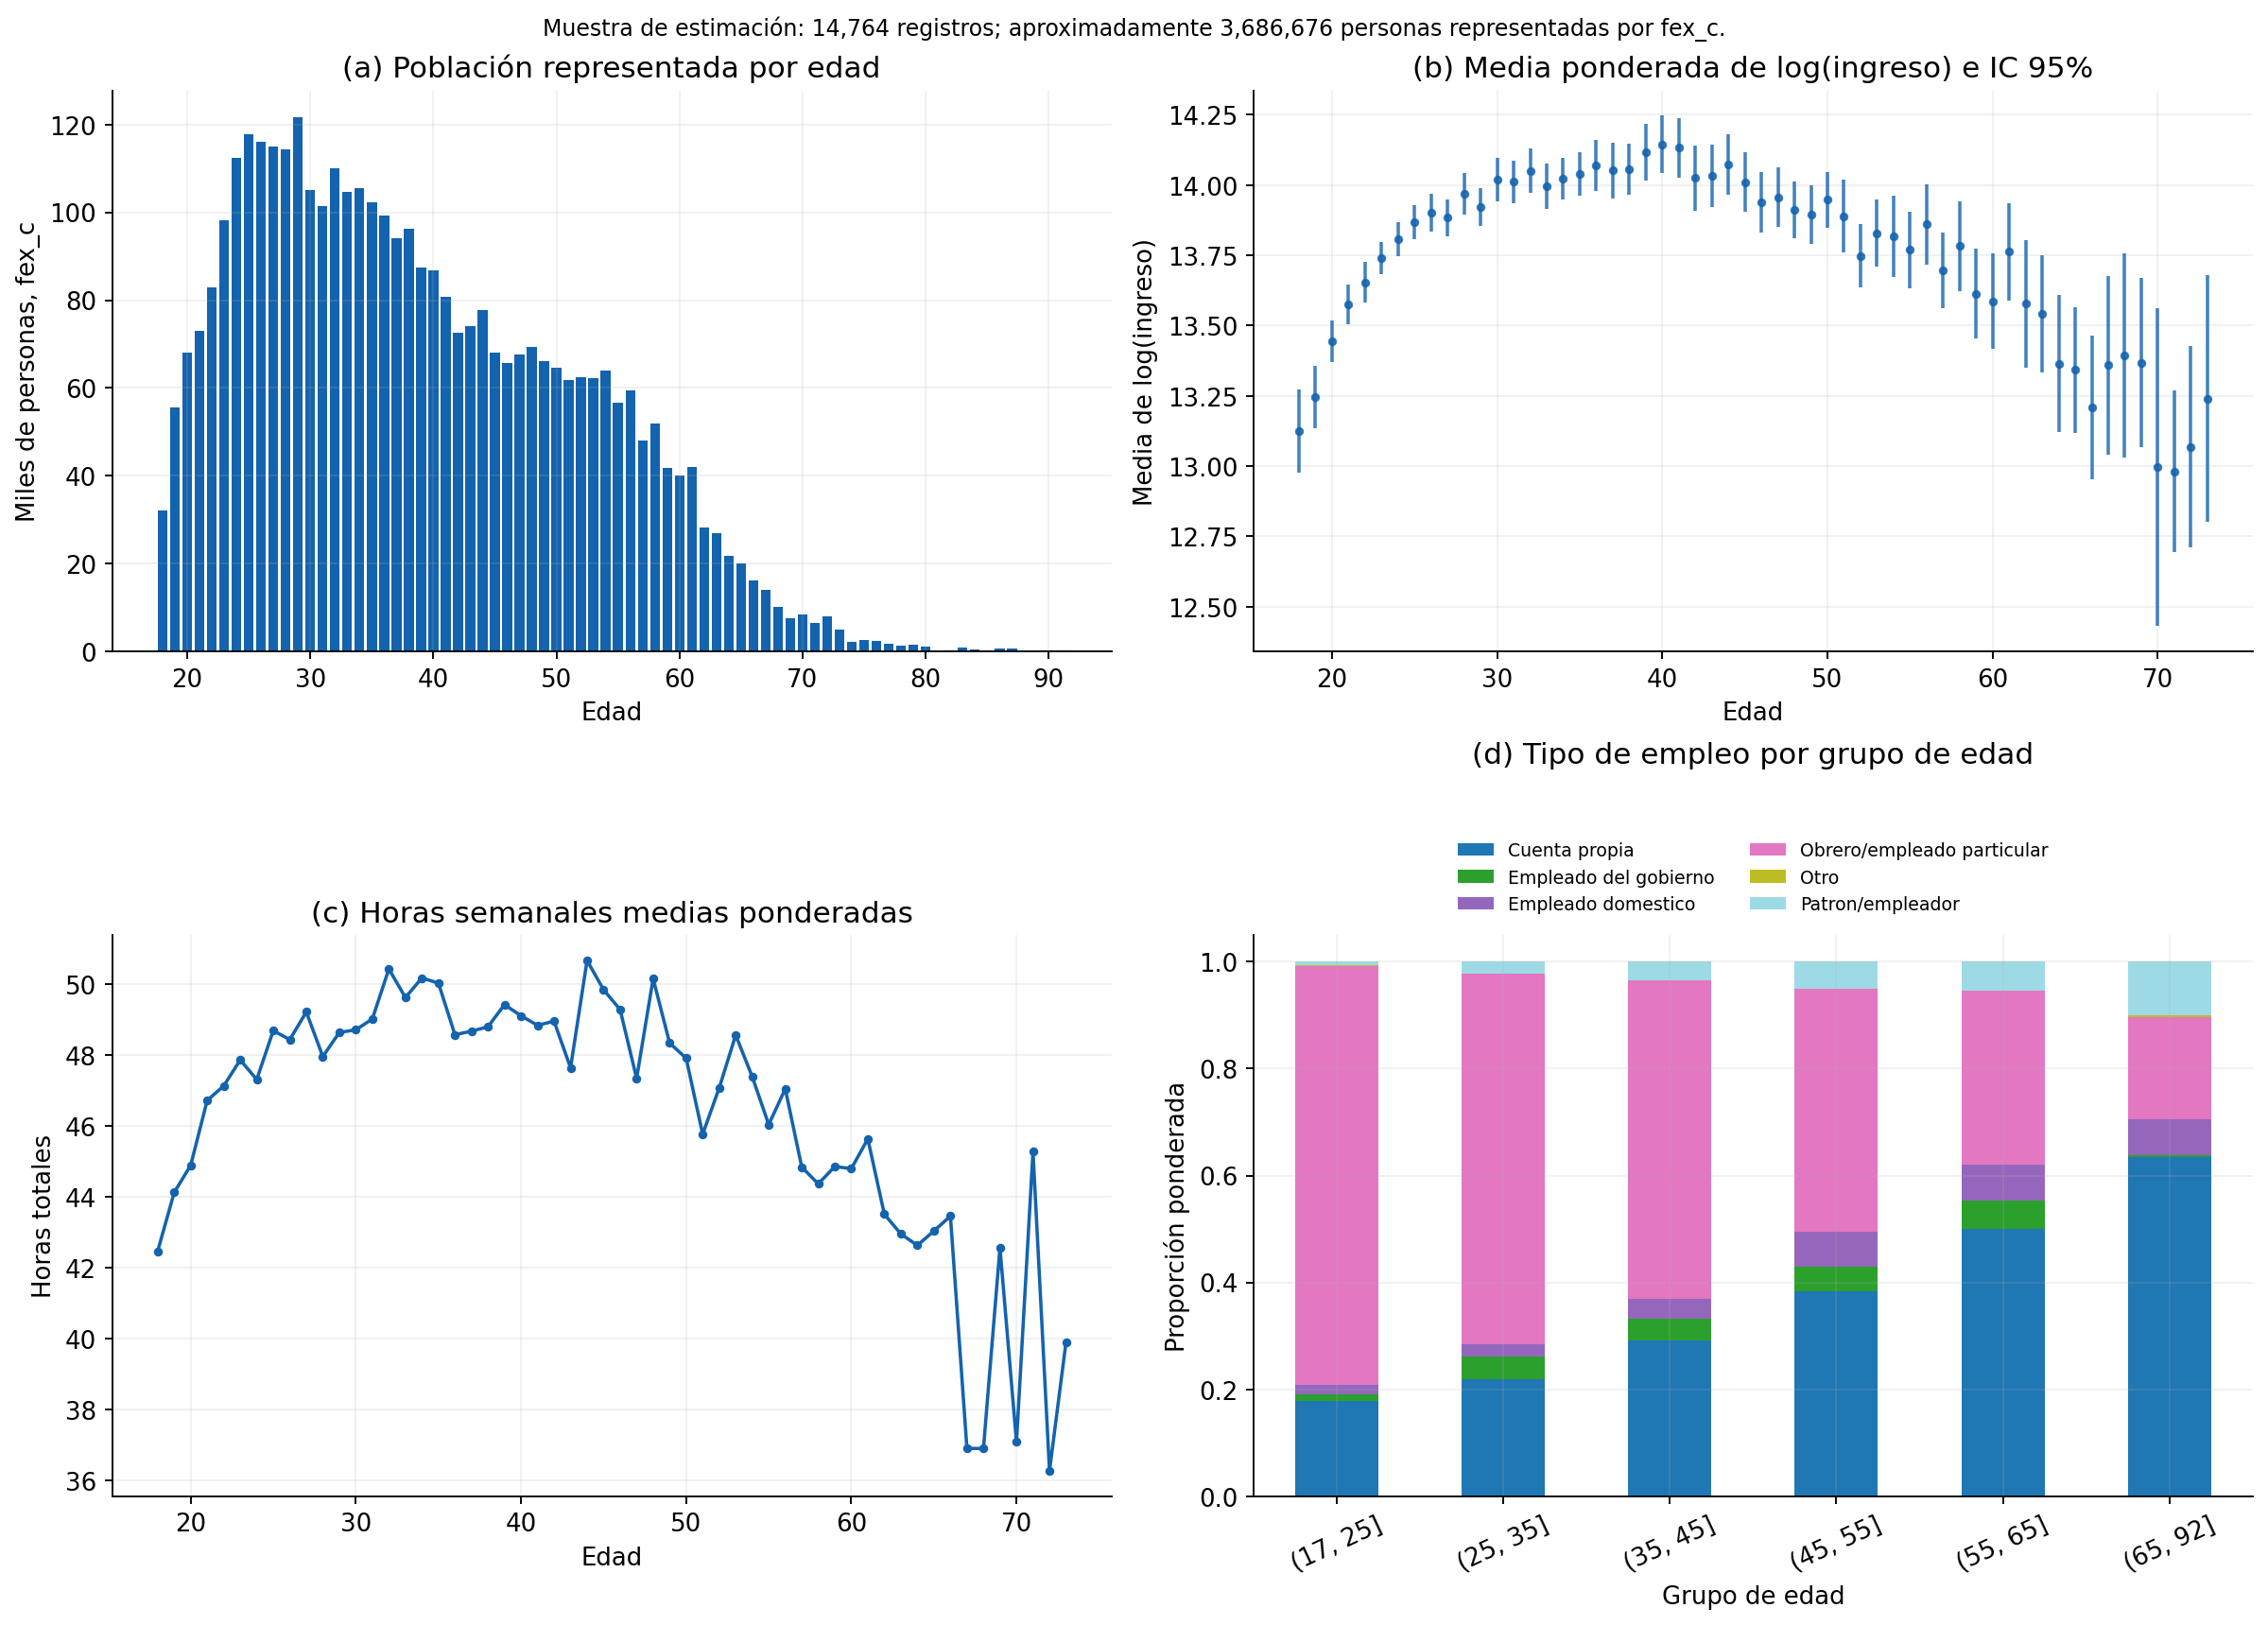 Muestra de estimación: 14,764 registros; aproximadamente 3,686,676 personas representadas por fex_c.
(a) Población representada por edad
Miles de personas, fex_c
120
100
80
60
40
20
0
20 30 40 50 60 70 80 90
Edad
(b) Media ponderada de log(ingreso) e IC 95%
Media de log(ingreso)
14.25
14.00
13.75
13.50
13.25
13.00
12.75
12.50
20 30 40 50 60 70
Edad
(c) Horas semanales medias ponderadas
Horas totales
50
48
46
44
42
40
38
36
20 30 40 50 60 70
Edad
(d) Tipo de empleo por grupo de edad
Cuenta propia
Empleado del gobierno
Empleado domestico
Obrero/empleado particular
Otro
Patron/empleador
Proporción ponderada
1.0
0.8
0.6
0.4
0.2
0.0
(17, 25] (25, 35] (35, 45] (45, 55] (55, 65] (65, 92]
Grupo de edad